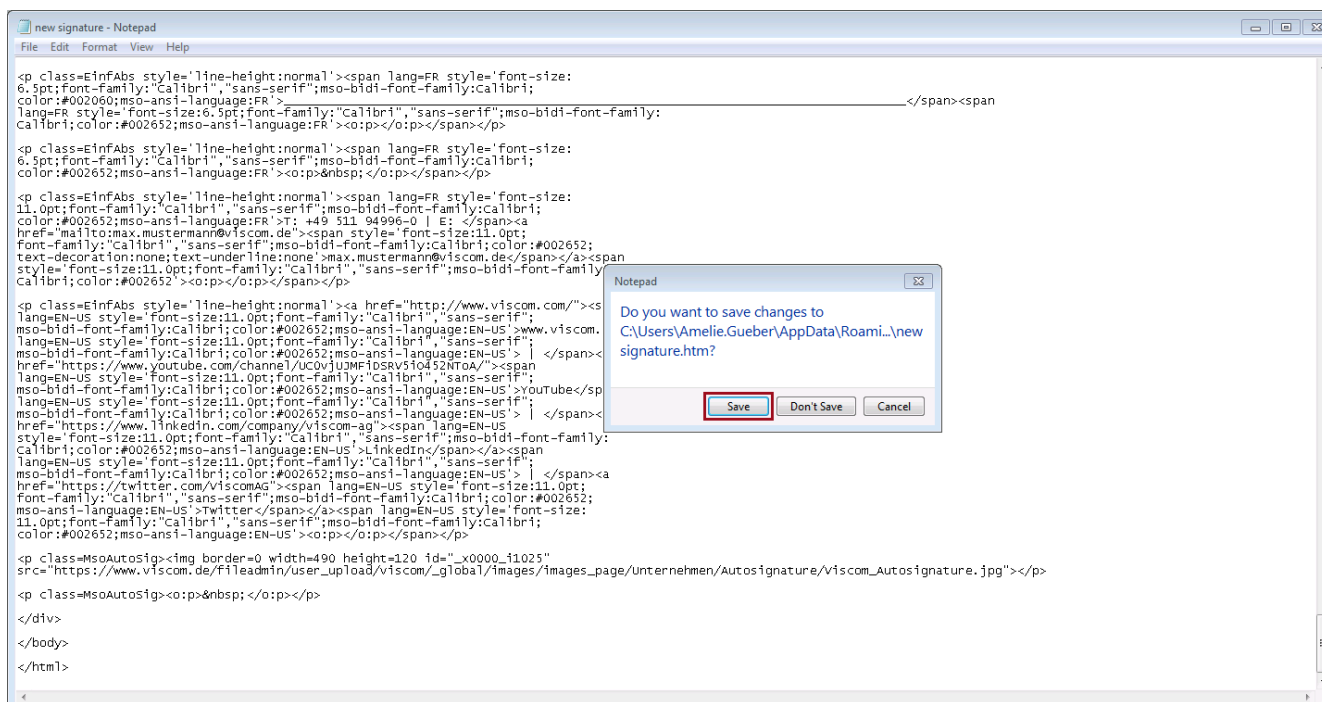 new signature - Notepad
File Edit Format View Help
<p class=EinfAbs style='line-height:normal'><span lang=FR style='font-size:
6.5pt;font-family:"Calibri","sans-serif";mso-bidi-font-family:Calibri;
color:#002060;mso-ansi-language:FR'>_______________________________________________________________________________________</span><span
lang=FR style='font-size:6.5pt;font-family:"Calibri","sans-serif";mso-bidi-font-family:
Calibri;color:#002652;mso-ansi-language:FR'><o:p></o:p></span></p>
<p class=EinfAbs style='line-height:normal'><span lang=FR style='font-size:
6.5pt;font-family:"Calibri","sans-serif";mso-bidi-font-family:Calibri;
color:#002652;mso-ansi-language:FR'><o:p>&nbsp;</o:p></span></p>
<p class=EinfAbs style='line-height:normal'><span lang=FR style='font-size:
11.0pt;font-family:"Calibri","sans-serif";mso-bidi-font-family:Calibri;
color:#002652;mso-ansi-language:FR'>T: +49 511 94996-0 | E: </span><a
href="mailto:max.mustermann@viscom.de"><span style='font-size:11.0pt;
font-family:"Calibri","sans-serif";mso-bidi-font-family:Calibri;color:#002652;
text-decoration:none;text-underline:none'>max.mustermann@viscom.de</span></a><span
style='font-size:11.0pt;font-family:"Calibri","sans-serif";mso-bidi-font-family
Calibri;color:#002652'><o:p></o:p></span></p>
<p class=EinfAbs style='line-height:normal'><a href="http://www.viscom.com/"><s
lang=EN-US style='font-size:11.0pt;font-family:"Calibri","sans-serif";
mso-bidi-font-family:Calibri;color:#002652;mso-ansi-language:EN-US'>www.viscom.
lang=EN-US style='font-size:11.0pt;font-family:"Calibri","sans-serif";
mso-bidi-font-family:Calibri;color:#002652;mso-ansi-language:EN-US'> | </span><
href="https://www.youtube.com/channel/UC0vjUJMFiDSRV5iO452NToA/"><span
lang=EN-US style='font-size:11.0pt;font-family:"Calibri","sans-serif";
mso-bidi-font-family:Calibri;color:#002652;mso-ansi-language:EN-US'>YouTube</sp
lang=EN-US style='font-size:11.0pt;font-family:"Calibri","sans-serif";
mso-bidi-font-family:Calibri;color:#002652;mso-ansi-language:EN-US'> | </span><
href="https://www.linkedin.com/company/viscom-ag"><span lang=EN-US
style='font-size:11.0pt;font-family:"Calibri","sans-serif";mso-bidi-font-family:
Calibri;color:#002652;mso-ansi-language:EN-US'>LinkedIn</span></a><span
lang=EN-US style='font-size:11.0pt;font-family:"Calibri","sans-serif";
mso-bidi-font-family:Calibri;color:#002652;mso-ansi-language:EN-US'> | </span><a
href="https://twitter.com/ViscomAG"><span lang=EN-US style='font-size:11.0pt;
font-family:"Calibri","sans-serif";mso-bidi-font-family:Calibri;color:#002652;
mso-ansi-language:EN-US'>Twitter</span></a><span lang=EN-US style='font-size:
11.0pt;font-family:"Calibri","sans-serif";mso-bidi-font-family:Calibri;
color:#002652;mso-ansi-language:EN-US'><o:p></o:p></span></p>
<p class=MsoAutoSig><img border=0 width=490 height=120 id="_x0000_i1025"
src="https://www.viscom.de/fileadmin/user_upload/viscom/_global/images/images_page/Unternehmen/Autosignature/Viscom_Autosignature.jpg"></p>
<p class=MsoAutoSig><o:p>&nbsp;</o:p></p>
</div>
</body>
</html>
Notepad
Do you want to save changes to
C:\Users\Amelie.Gueber\AppData\Roami...\new
signature.htm?
Save Don't Save Cancel